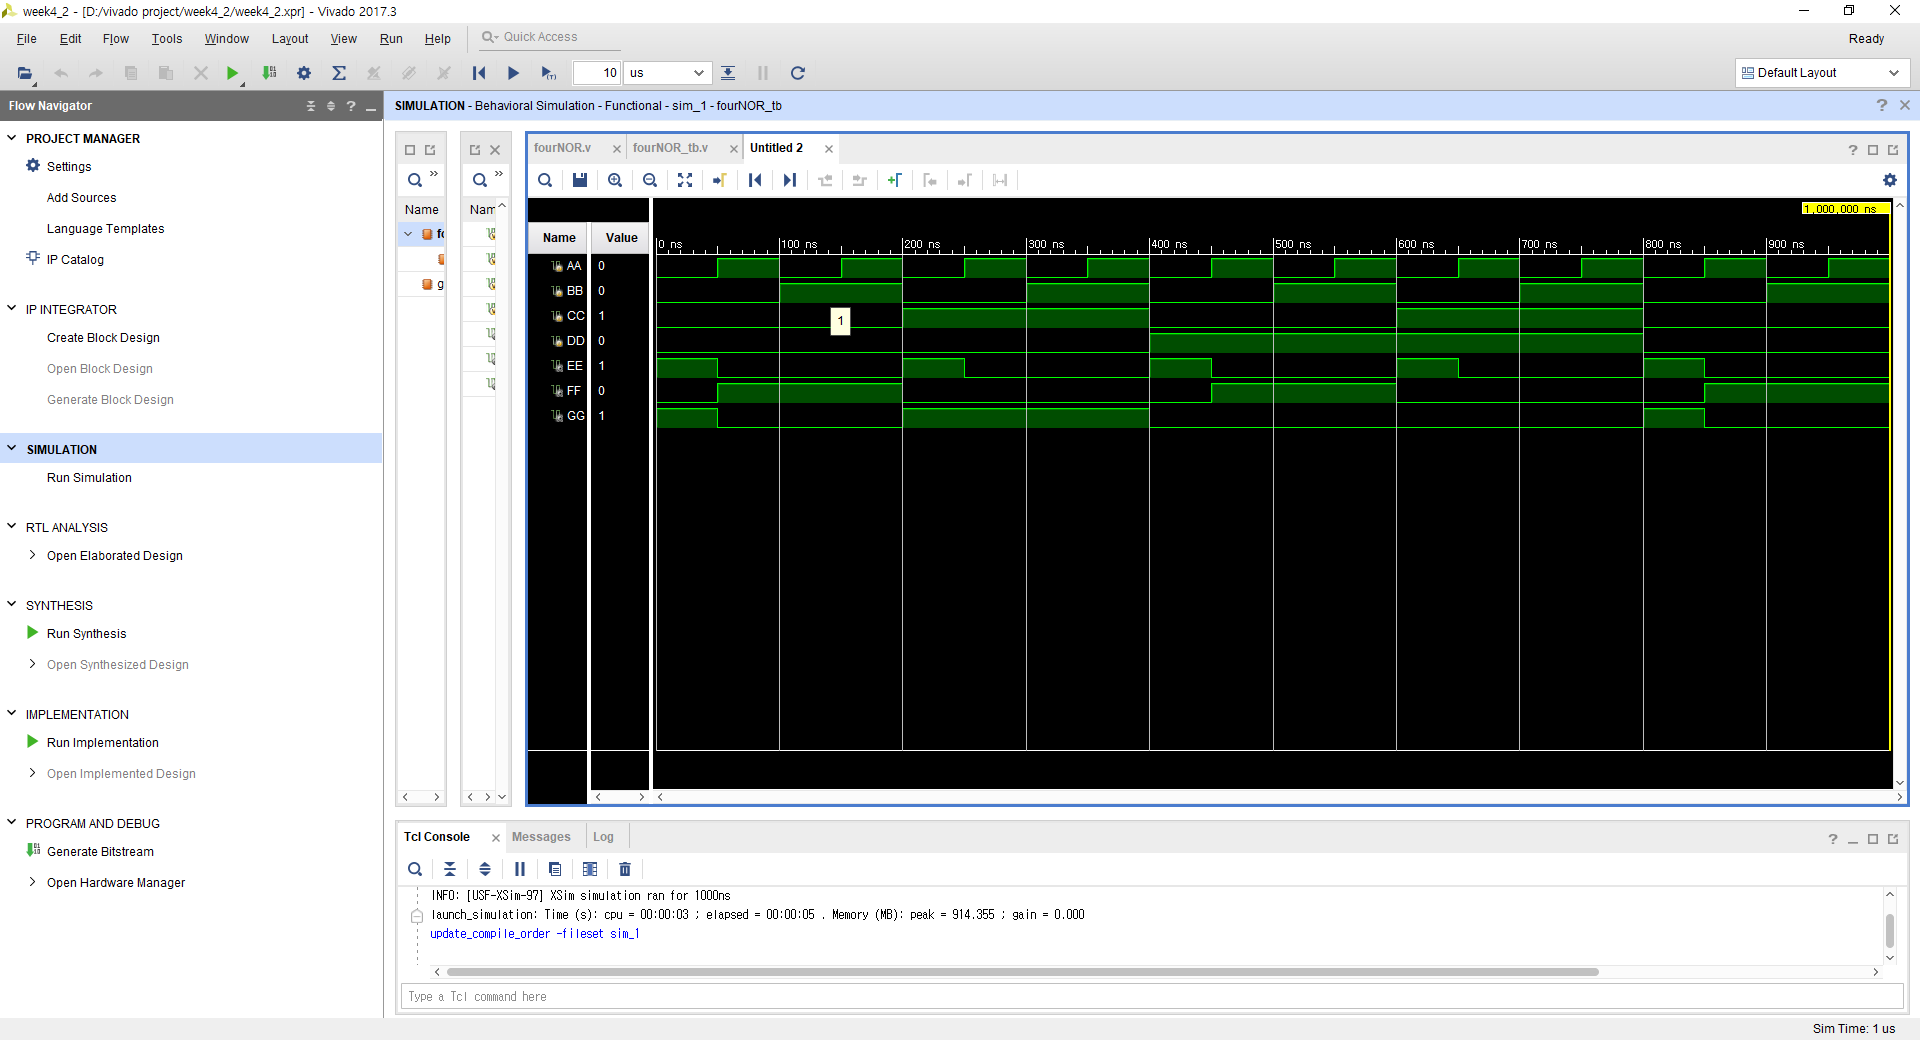 week4_2 - [D:/vivado project/week4_2/week4_2.xpr] - Vivado 2017.3
File Edit Flow Tools Window Layout View Run Help Quick Access
Ready
10 us
Default Layout
Flow Navigator
PROJECT MANAGER
Settings
Add Sources
Language Templates
IP Catalog
IP INTEGRATOR
Create Block Design
Open Block Design
Generate Block Design
SIMULATION
Run Simulation
RTL ANALYSIS
Open Elaborated Design
SYNTHESIS
Run Synthesis
Open Synthesized Design
IMPLEMENTATION
Run Implementation
Open Implemented Design
PROGRAM AND DEBUG
Generate Bitstream
Open Hardware Manager
SIMULATION - Behavioral Simulation - Functional - sim_1 - fourNOR_tb
Name
fourNOR.v fourNOR_tb.v Untitled 2
1,000,000 ns
Name Value
0 ns 100 ns 200 ns 300 ns 400 ns 500 ns 600 ns 700 ns 800 ns 900 ns
AA 0
BB 0
CC 1
1
DD 0
EE 1
FF 0
GG 1
Tcl Console Messages Log
INFO: [USF-XSim-97] XSim simulation ran for 1000ns
launch_simulation: Time (s): cpu = 00:00:03 ; elapsed = 00:00:05 . Memory (MB): peak = 914.355 ; gain = 0.000
update_compile_order -fileset sim_1
Type a Tcl command here
Sim Time: 1 us